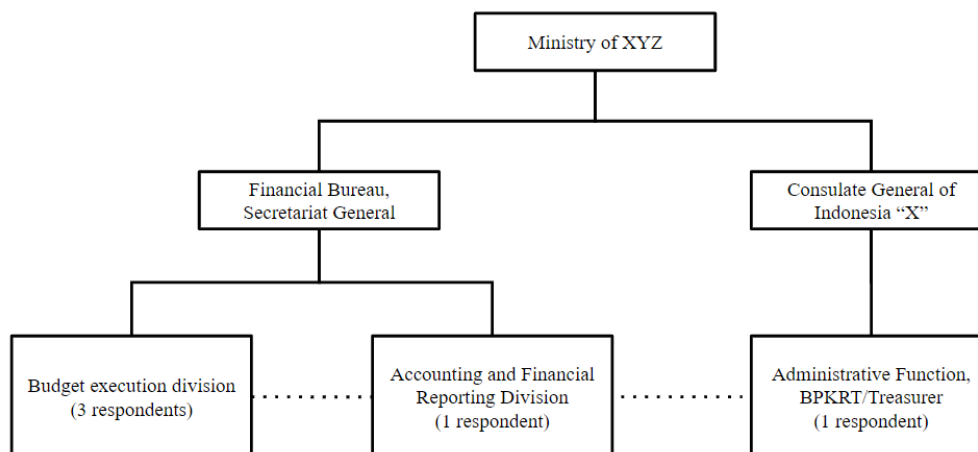 Ministry of XYZ
Financial Bureau,
Secretariat General
Consulate General of
Indonesia “X”
Budget execution division
(3 respondents)
Accounting and Financial
Reporting Division
(1 respondent)
Administrative Function,
BPKRT/Treasurer
(1 respondent)